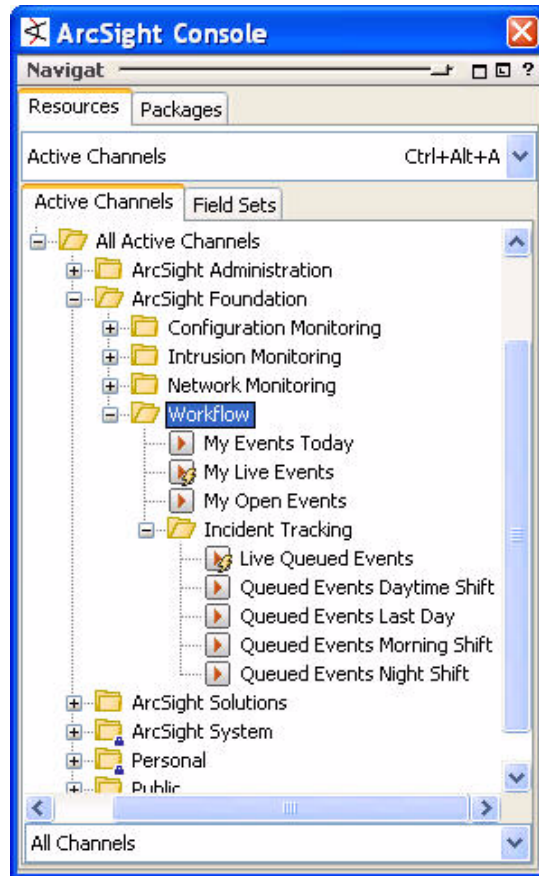 ArcSight Console
Navigat ?
Resources Packages
Active Channels Ctrl+Alt+A
Active Channels Field Sets
All Active Channels
ArcSight Administration
ArcSight Foundation
Configuration Monitoring
Intrusion Monitoring
Network Monitoring
Workflow
My Events Today
My Live Events
My Open Events
Incident Tracking
Live Queued Events
Queued Events Daytime Shift
Queued Events Last Day
Queued Events Morning Shift
Queued Events Night Shift
ArcSight Solutions
ArcSight System
Personal
Public
All Channels